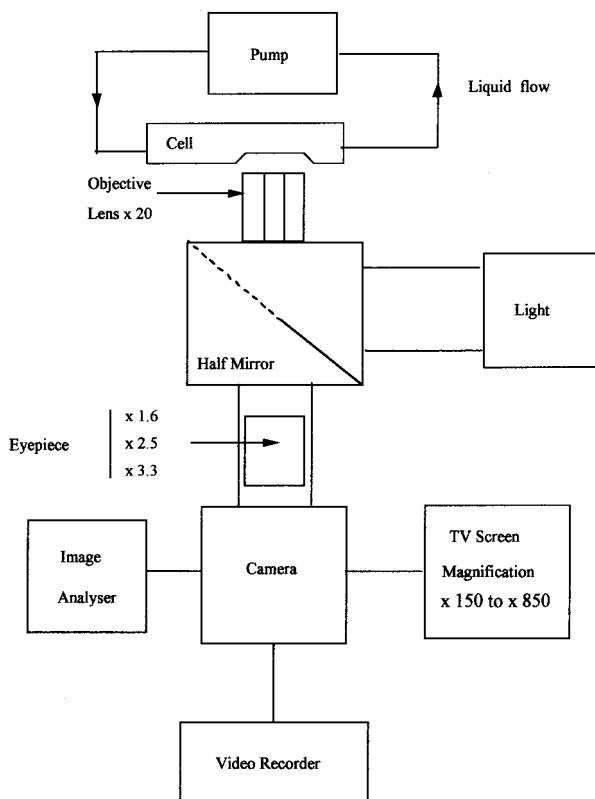 Pump
Liquid flow
Cell
Objective
Lens x 20
Light
Half Mirror
Eyepiece
x 1.6
x 2.5
x 3.3
Image
Analyser
Camera
TV Screen
Magnification
x 150 to x 850
Video Recorder